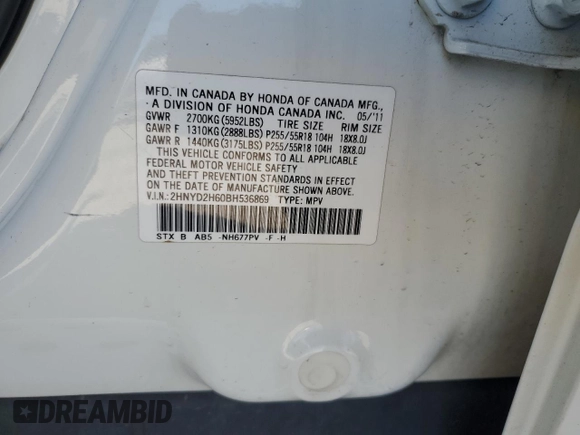 MFD. IN CANADA BY HONDA OF CANADA MFG.,
A DIVISION OF HONDA CANADA INC. 05/'11
GVWR 2700KG(5952LBS) TIRE SIZE RIM SIZE
GAWR F 1310KG(2888LBS) P255/55R18 104H 18X8.0J
GAWR R 1440KG(3175LBS) P255/55R18 104H 18X8.0J
THIS VEHICLE CONFORMS TO ALL APPLICABLE
FEDERAL MOTOR VEHICLE SAFETY
AND THEFT PREVENTION STANDARDS IN EFFECT
ON THE DATE OF MANUFACTURE SHOWN ABOVE.
V.I.N.: 2HNYD2H60BH536869 TYPE: MPV
STX B AB5 -NH677PV -F -H
DREAMBID